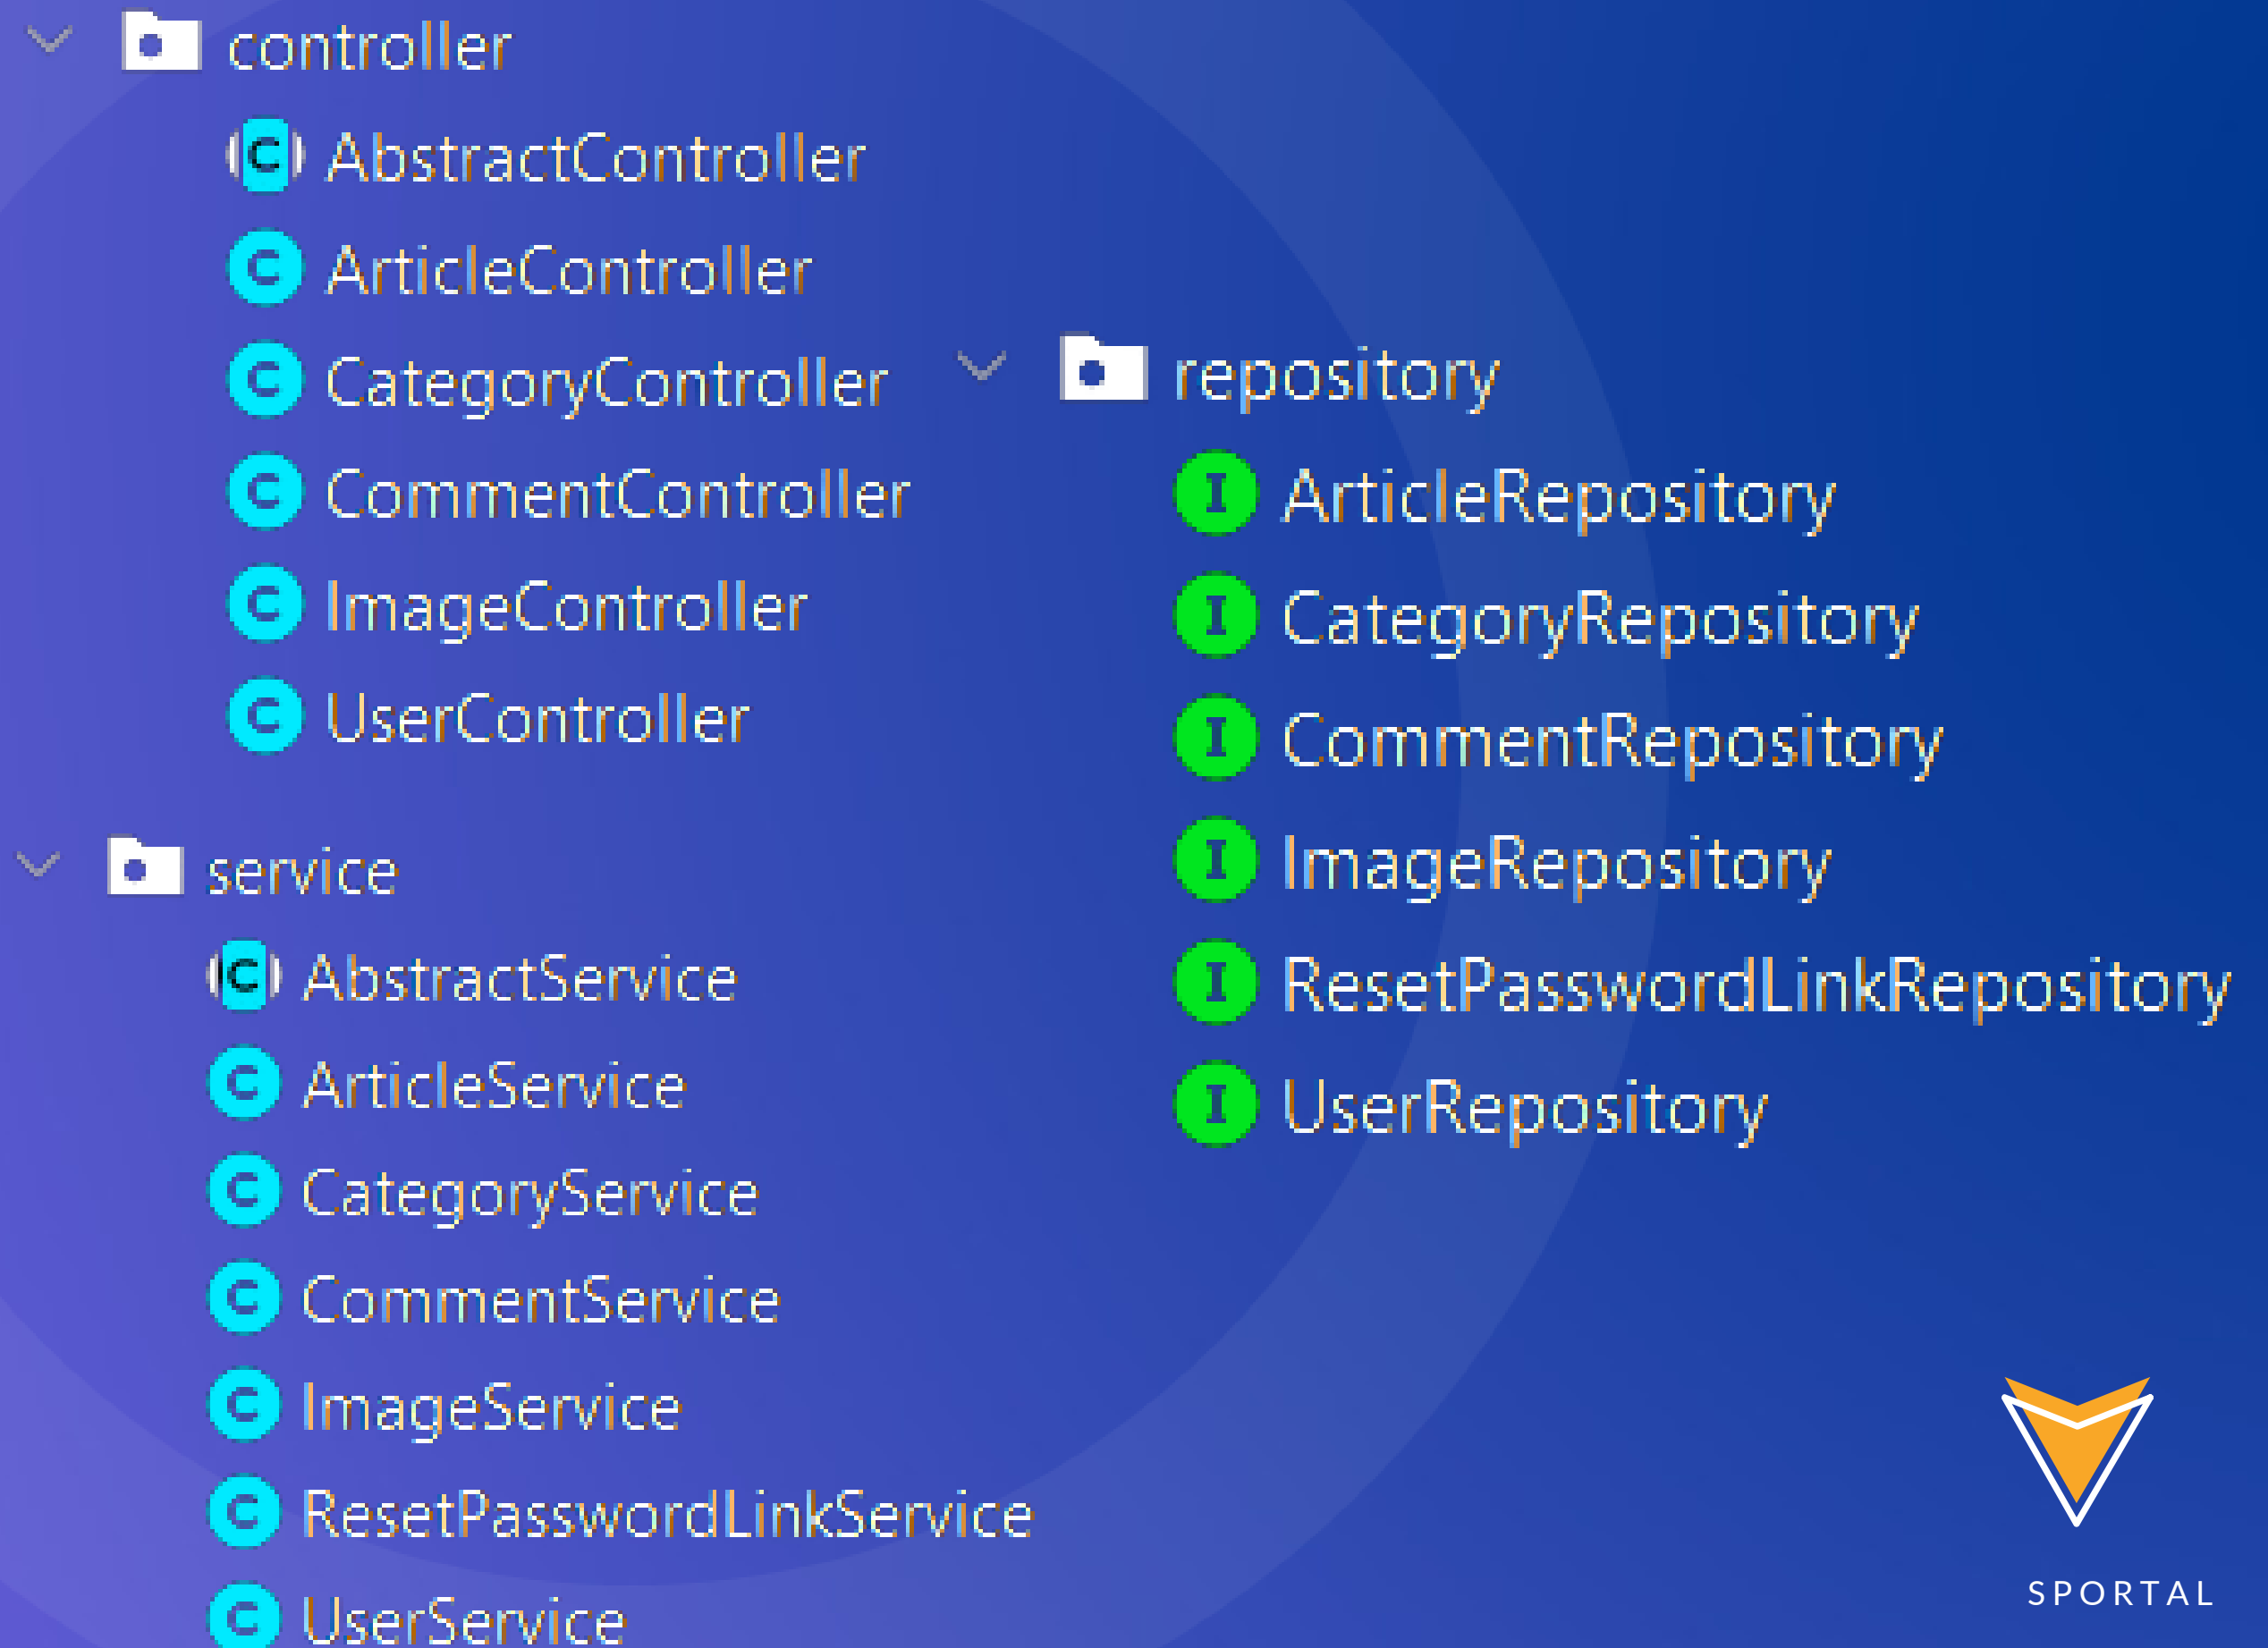 controller
AbstractController
ArticleController
CategoryController
CommentController
ImageController
UserController
service
AbstractService
ArticleService
CategoryService
CommentService
ImageService
ResetPasswordLinkService
UserService
repository
ArticleRepository
CategoryRepository
CommentRepository
ImageRepository
ResetPasswordLinkRepository
UserRepository
SPORTAL